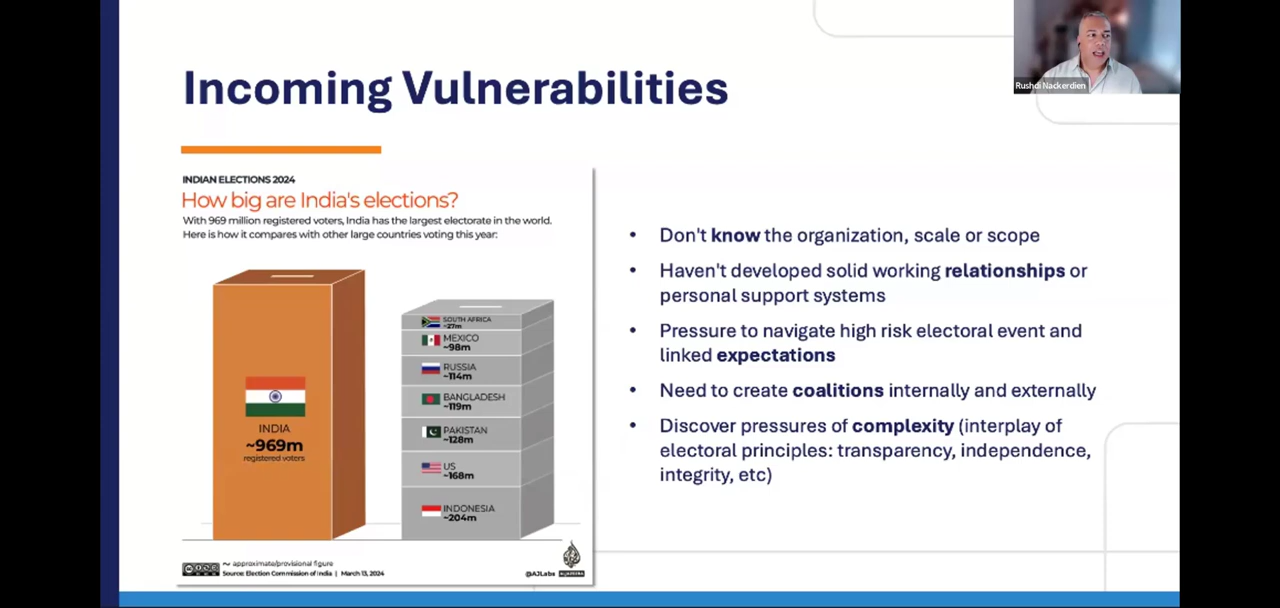 Incoming Vulnerabilities
Rushdi Nackerdien
INDIAN ELECTIONS 2024
How big are India's elections?
With 969 million registered voters, India has the largest electorate in the world.
Here is how it compares with other large countries voting this year:
INDIA
~969m
registered voters
SOUTH AFRICA
~27m
MEXICO
~98m
RUSSIA
~114m
BANGLADESH
~119m
PAKISTAN
~128m
US
~168m
INDONESIA
~204m
~ approximate/provisional figure
Source: Election Commission of India | March 13, 2024
@AJLabs
ALJAZEERA
• Don't know the organization, scale or scope
• Haven't developed solid working relationships or
personal support systems
• Pressure to navigate high risk electoral event and
linked expectations
• Need to create coalitions internally and externally
• Discover pressures of complexity (interplay of
electoral principles: transparency, independence,
integrity, etc)